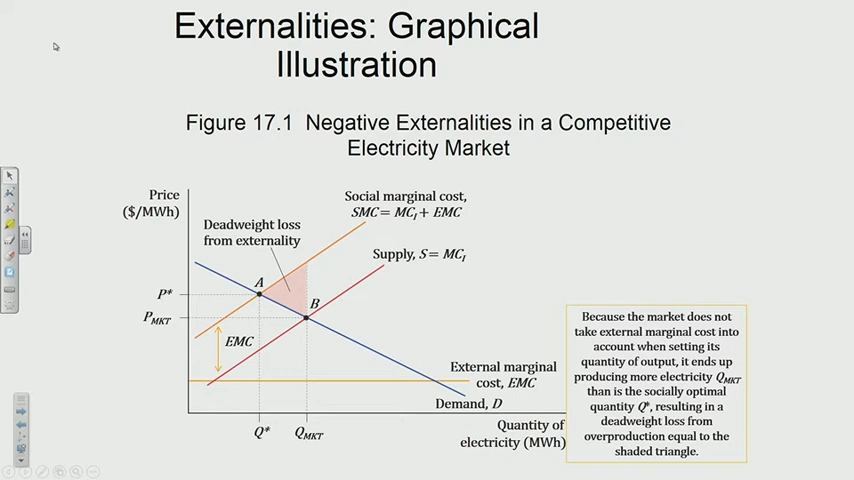 Externalities: Graphical
Illustration
Figure 17.1 Negative Externalities in a Competitive
Electricity Market
Price
($/MWh)
Social marginal cost,
SMC = MCI + EMC
Deadweight loss
from externality
Supply, S = MCI
A
P*
B
PMKT
EMC
External marginal
cost, EMC
Demand, D
Q*
QMKT
Quantity of
electricity (MWh)
Because the market does not
take external marginal cost into
account when setting its
quantity of output, it ends up
producing more electricity QMKT
than is the socially optimal
quantity Q*, resulting in a
deadweight loss from
overproduction equal to the
shaded triangle.